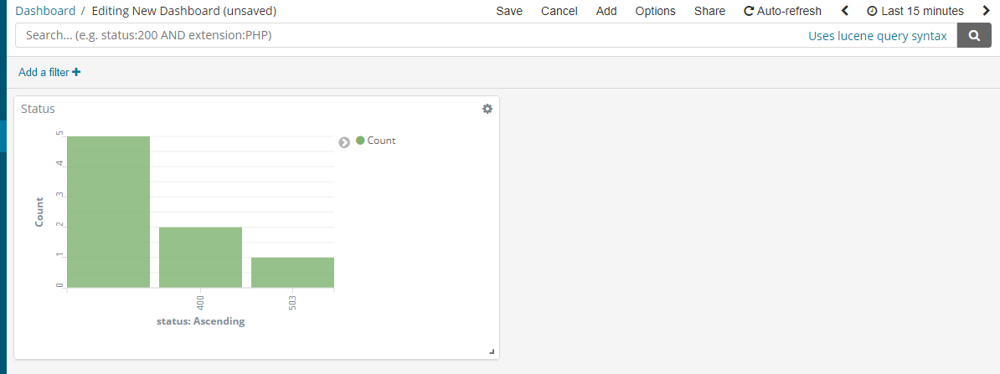 Dashboard / Editing New Dashboard (unsaved) Save Cancel Add Options Share Auto-refresh Last 15 minutes
Search... (e.g. status:200 AND extension:PHP) Uses lucene query syntax
Add a filter
Status
Count
5
4
3
2
1
0
Count
400 503
status: Ascending